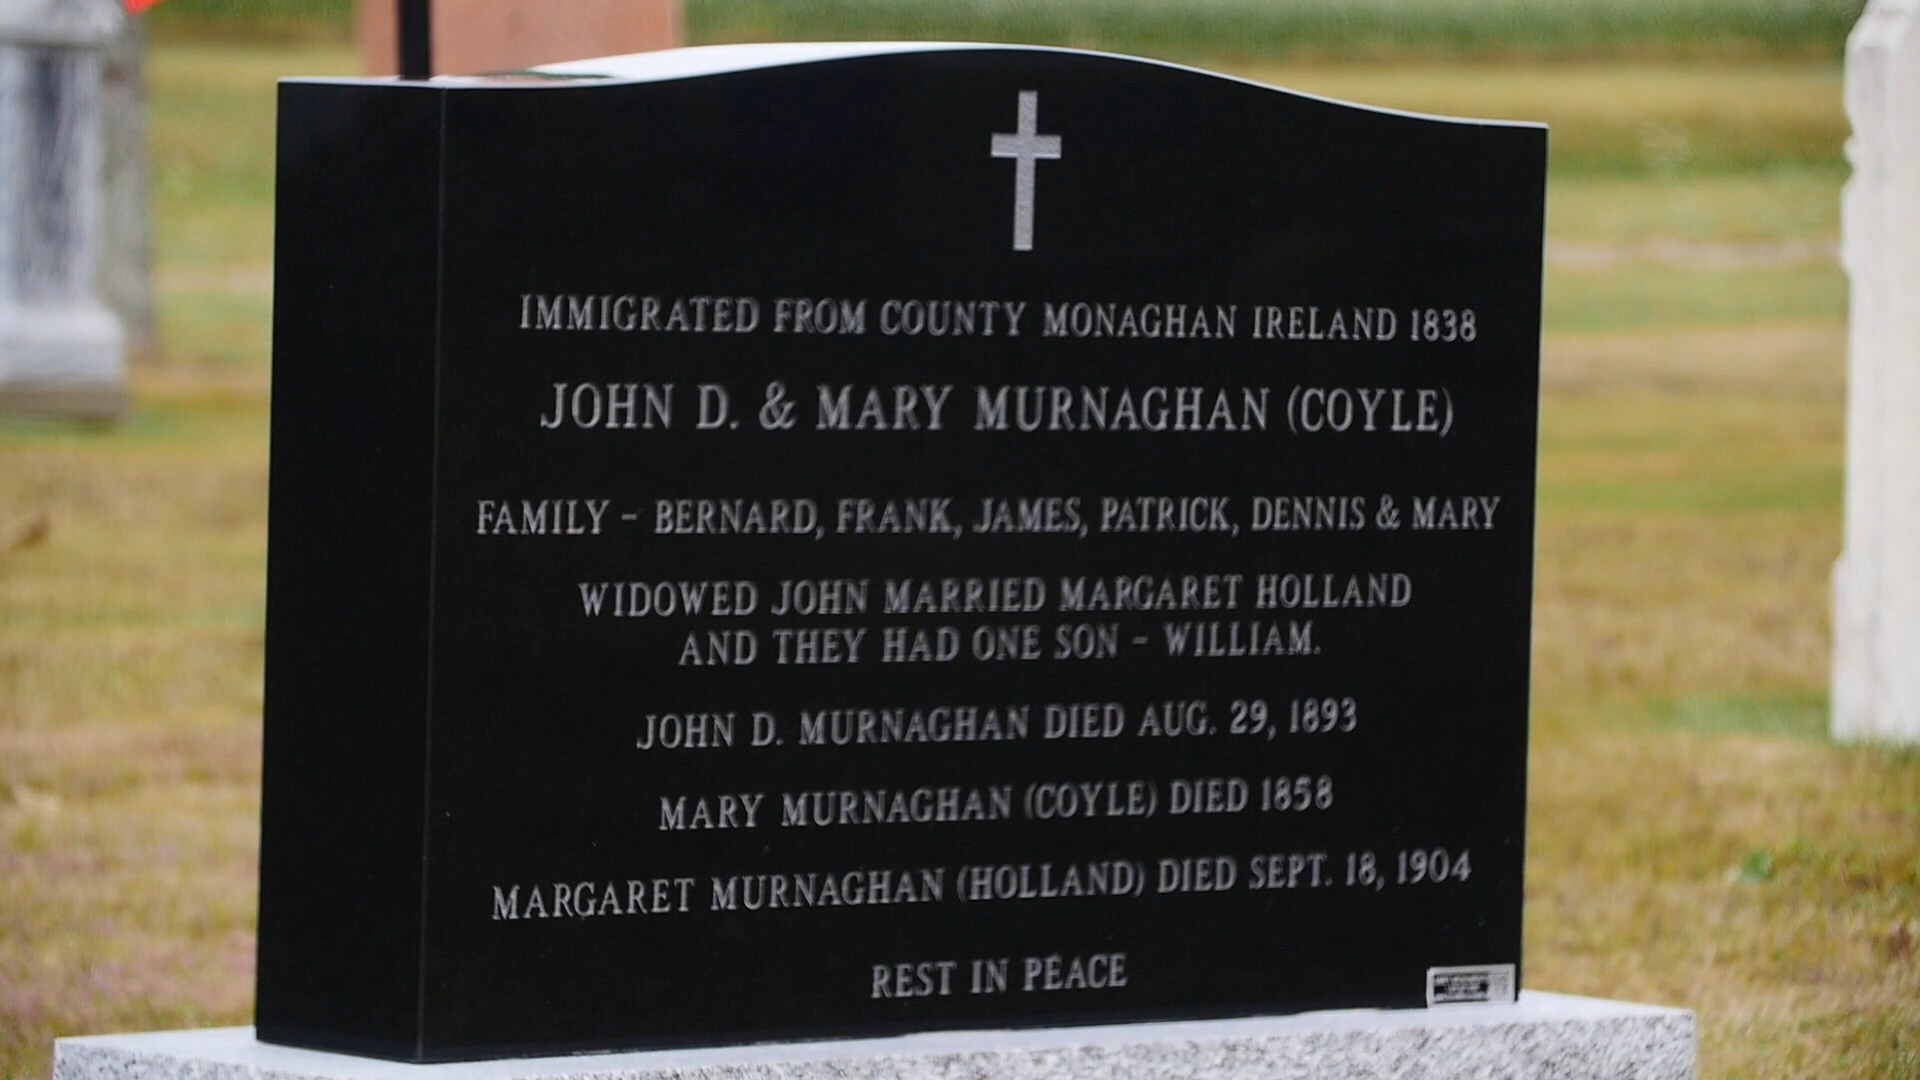 IMMIGRATED FROM COUNTY MONAGHAN IRELAND 1838
JOHN D. & MARY MURNAGHAN (COYLE)
FAMILY - BERNARD, FRANK, JAMES, PATRICK, DENNIS & MARY
WIDOWED JOHN MARRIED MARGARET HOLLAND
AND THEY HAD ONE SON - WILLIAM.
JOHN D. MURNAGHAN DIED AUG. 29, 1893
MARY MURNAGHAN (COYLE) DIED 1858
MARGARET MURNAGHAN (HOLLAND) DIED SEPT. 18, 1904
REST IN PEACE